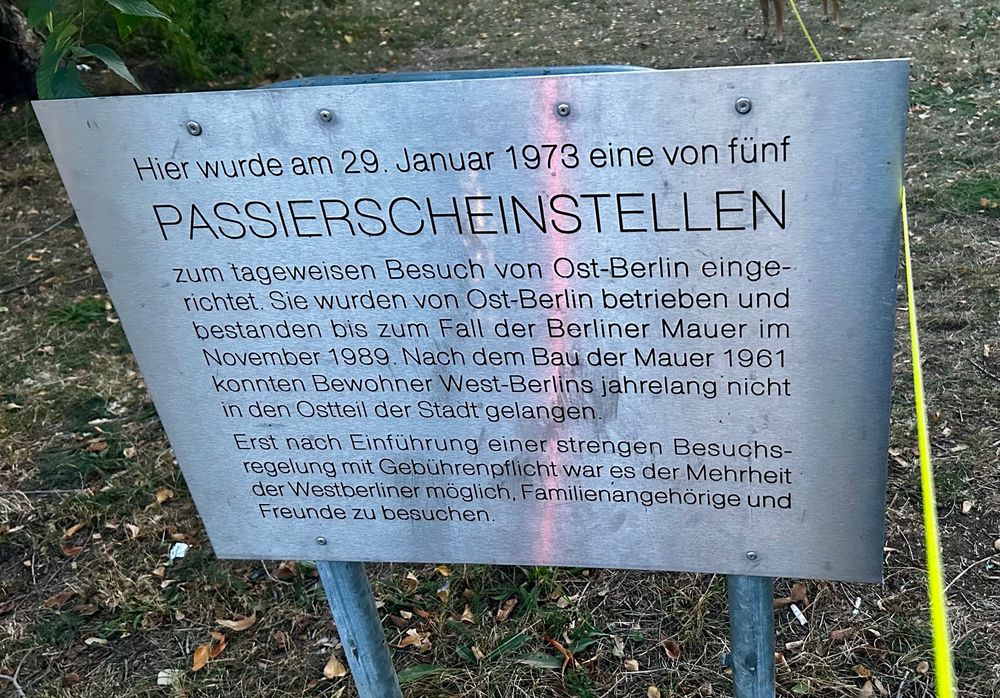 Hier wurde am 29. Januar 1973 eine von fünf
PASSIERSCHEINSTELLEN
zum tageweisen Besuch von Ost-Berlin einge-
richtet. Sie wurden von Ost-Berlin betrieben und
bestanden bis zum Fall der Berliner Mauer im
November 1989. Nach dem Bau der Mauer 1961
konnten Bewohner West-Berlins jahrelang nicht
in den Ostteil der Stadt gelangen.
Erst nach Einführung einer strengen Besuchs-
regelung mit Gebührenpflicht war es der Mehrheit
der Westberliner möglich, Familienangehörige und
Freunde zu besuchen.